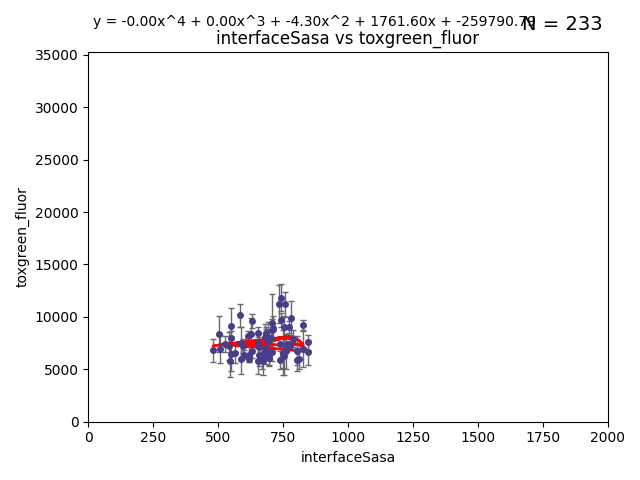 y = -0.00x^4 + 0.00x^3 + -4.30x^2 + 1761.60x + -259790.79
N = 233
interfaceSasa vs toxgreen_fluor
35000
30000
25000
20000
15000
10000
5000
0
toxgreen_fluor
0 250 500 750 1000 1250 1500 1750 2000
interfaceSasa